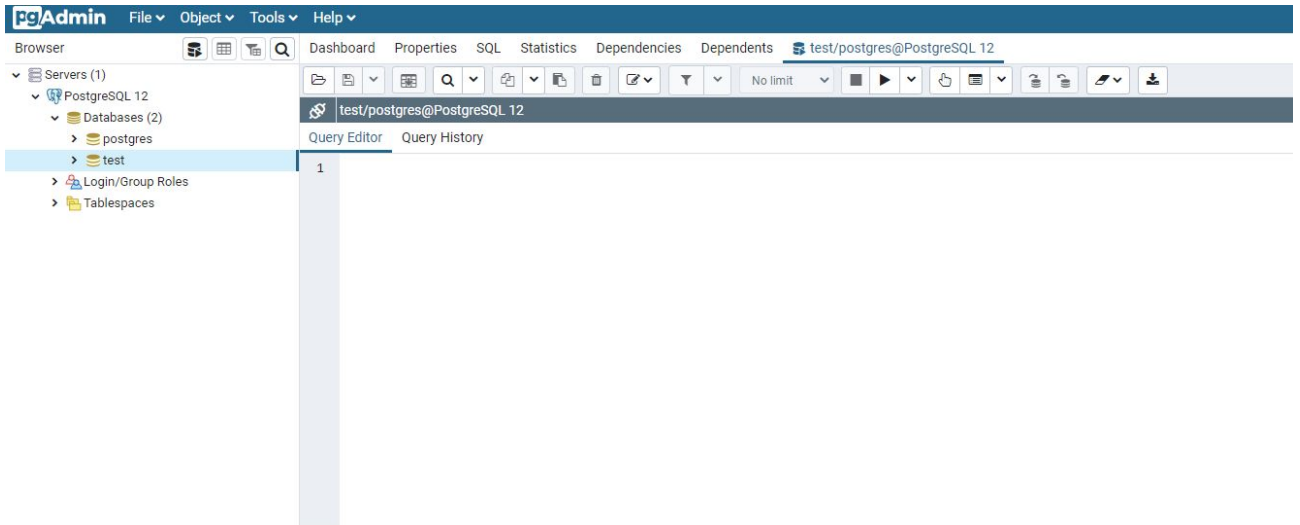 pgAdmin File Object Tools Help
Browser Dashboard Properties SQL Statistics Dependencies Dependents test/postgres@PostgreSQL 12
Servers (1)
PostgreSQL 12
Databases (2)
postgres
test
Login/Group Roles
Tablespaces
No limit
test/postgres@PostgreSQL 12
Query Editor Query History
1